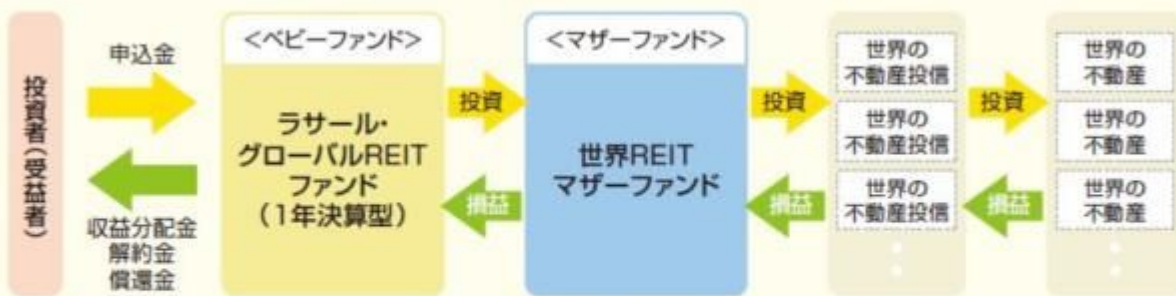 投資者（受益者）
申込金
収益分配金
解約金
償還金
＜ベビーファンド＞
ラサール・
グローバルREIT
ファンド
（1年決算型）
投資
損益
＜マザーファンド＞
世界REIT
マザーファンド
投資
損益
世界の
不動産投信
世界の
不動産投信
世界の
不動産投信
投資
損益
世界の
不動産
世界の
不動産
世界の
不動産